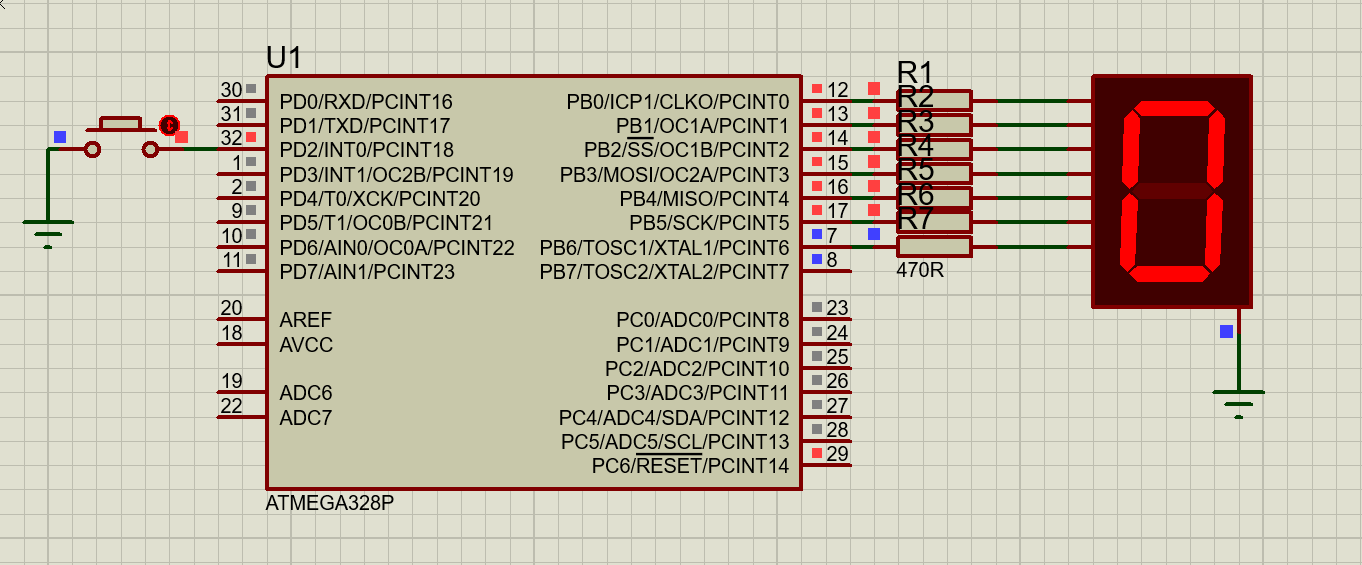 U1
30 PD0/RXD/PCINT16
31 PD1/TXD/PCINT17
32 PD2/INT0/PCINT18
1 PD3/INT1/OC2B/PCINT19
2 PD4/T0/XCK/PCINT20
9 PD5/T1/OC0B/PCINT21
10 PD6/AIN0/OC0A/PCINT22
11 PD7/AIN1/PCINT23
20 AREF
18 AVCC
19 ADC6
22 ADC7
PB0/ICP1/CLKO/PCINT0 12
PB1/OC1A/PCINT1 13
PB2/SS/OC1B/PCINT2 14
PB3/MOSI/OC2A/PCINT3 15
PB4/MISO/PCINT4 16
PB5/SCK/PCINT5 17
PB6/TOSC1/XTAL1/PCINT6 7
PB7/TOSC2/XTAL2/PCINT7 8
PC0/ADC0/PCINT8 23
PC1/ADC1/PCINT9 24
PC2/ADC2/PCINT10 25
PC3/ADC3/PCINT11 26
PC4/ADC4/SDA/PCINT12 27
PC5/ADC5/SCL/PCINT13 28
PC6/RESET/PCINT14 29
ATMEGA328P
R1
R2
R3
R4
R5
R6
R7
470R
0